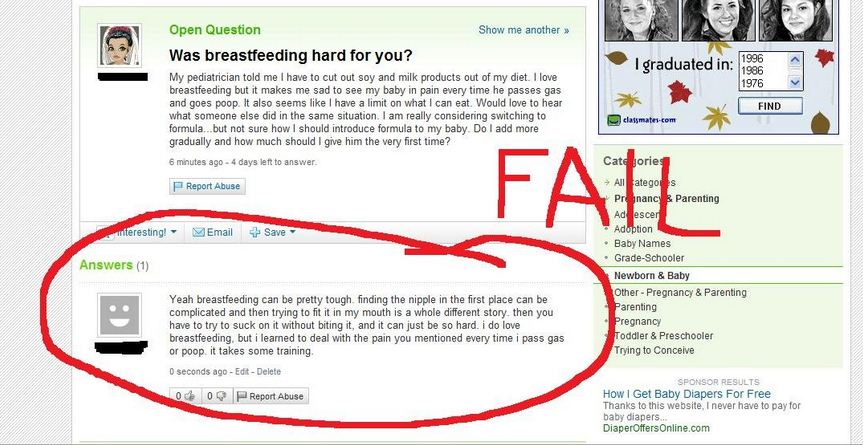 Open Question
Show me another »
Was breastfeeding hard for you?
My pediatrician told me I have to cut out soy and milk products out of my diet. I love
breastfeeding but it makes me sad to see my baby in pain every time he passes gas
and goes poop. It also seems like I have a limit on what I can eat. Would love to hear
what someone else did in the same situation. I am really considering switching to
formula...but not sure how I should introduce formula to my baby. Do I add more
gradually and how much should I give him the very first time?
6 minutes ago - 4 days left to answer.
Report Abuse
Interesting!
Email
Save
Answers (1)
Yeah breastfeeding can be pretty tough. finding the nipple in the first place can be
complicated and then trying to fit it in my mouth is a whole different story. then you
have to try to suck on it without biting it, and it can just be so hard. i do love
breastfeeding, but i learned to deal with the pain you mentioned every time i pass gas
or poop. it takes some training.
0 seconds ago - Edit - Delete
0
0
Report Abuse
FAIL
I graduated in:
1996
1986
1976
FIND
classmates.com
Categories
All Categories
Pregnancy & Parenting
Adolescent
Adoption
Baby Names
Grade-Schooler
Newborn & Baby
Other - Pregnancy & Parenting
Parenting
Pregnancy
Toddler & Preschooler
Trying to Conceive
SPONSOR RESULTS
How I Get Baby Diapers For Free
Thanks to this website, I never have to pay for
baby diapers...
DiaperOffersOnline.com